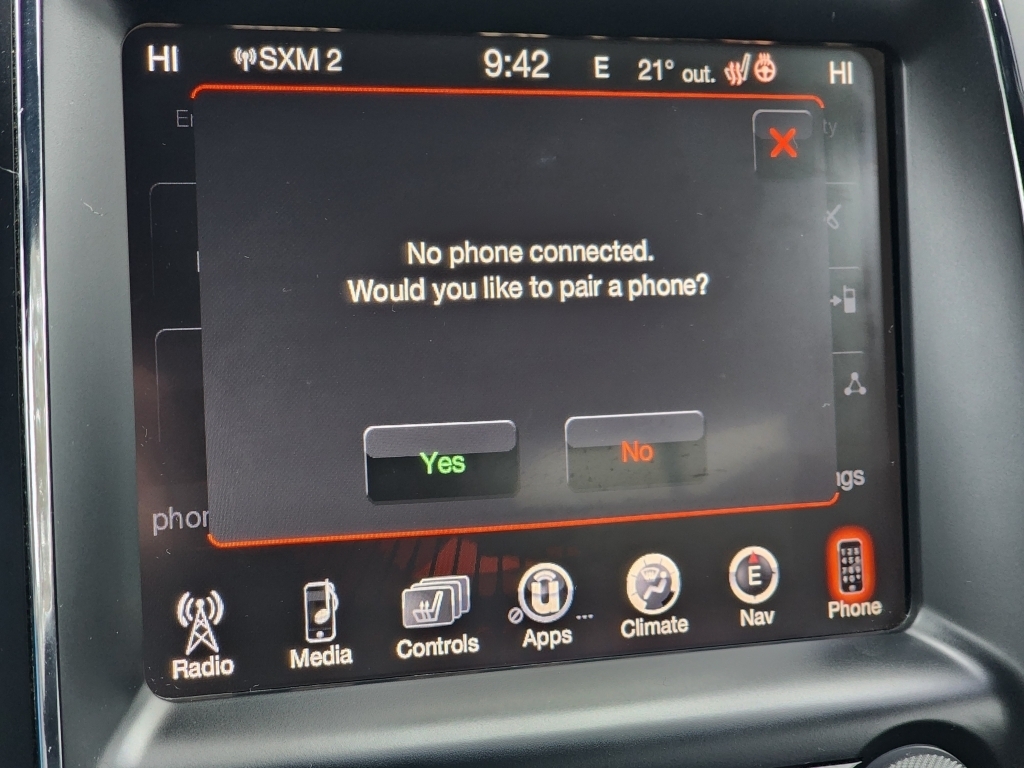 HI SXM 2 9:42 E 21° out. HI
No phone connected.
Would you like to pair a phone?
Yes No
Radio Media Controls Apps ... Climate E Nav Phone